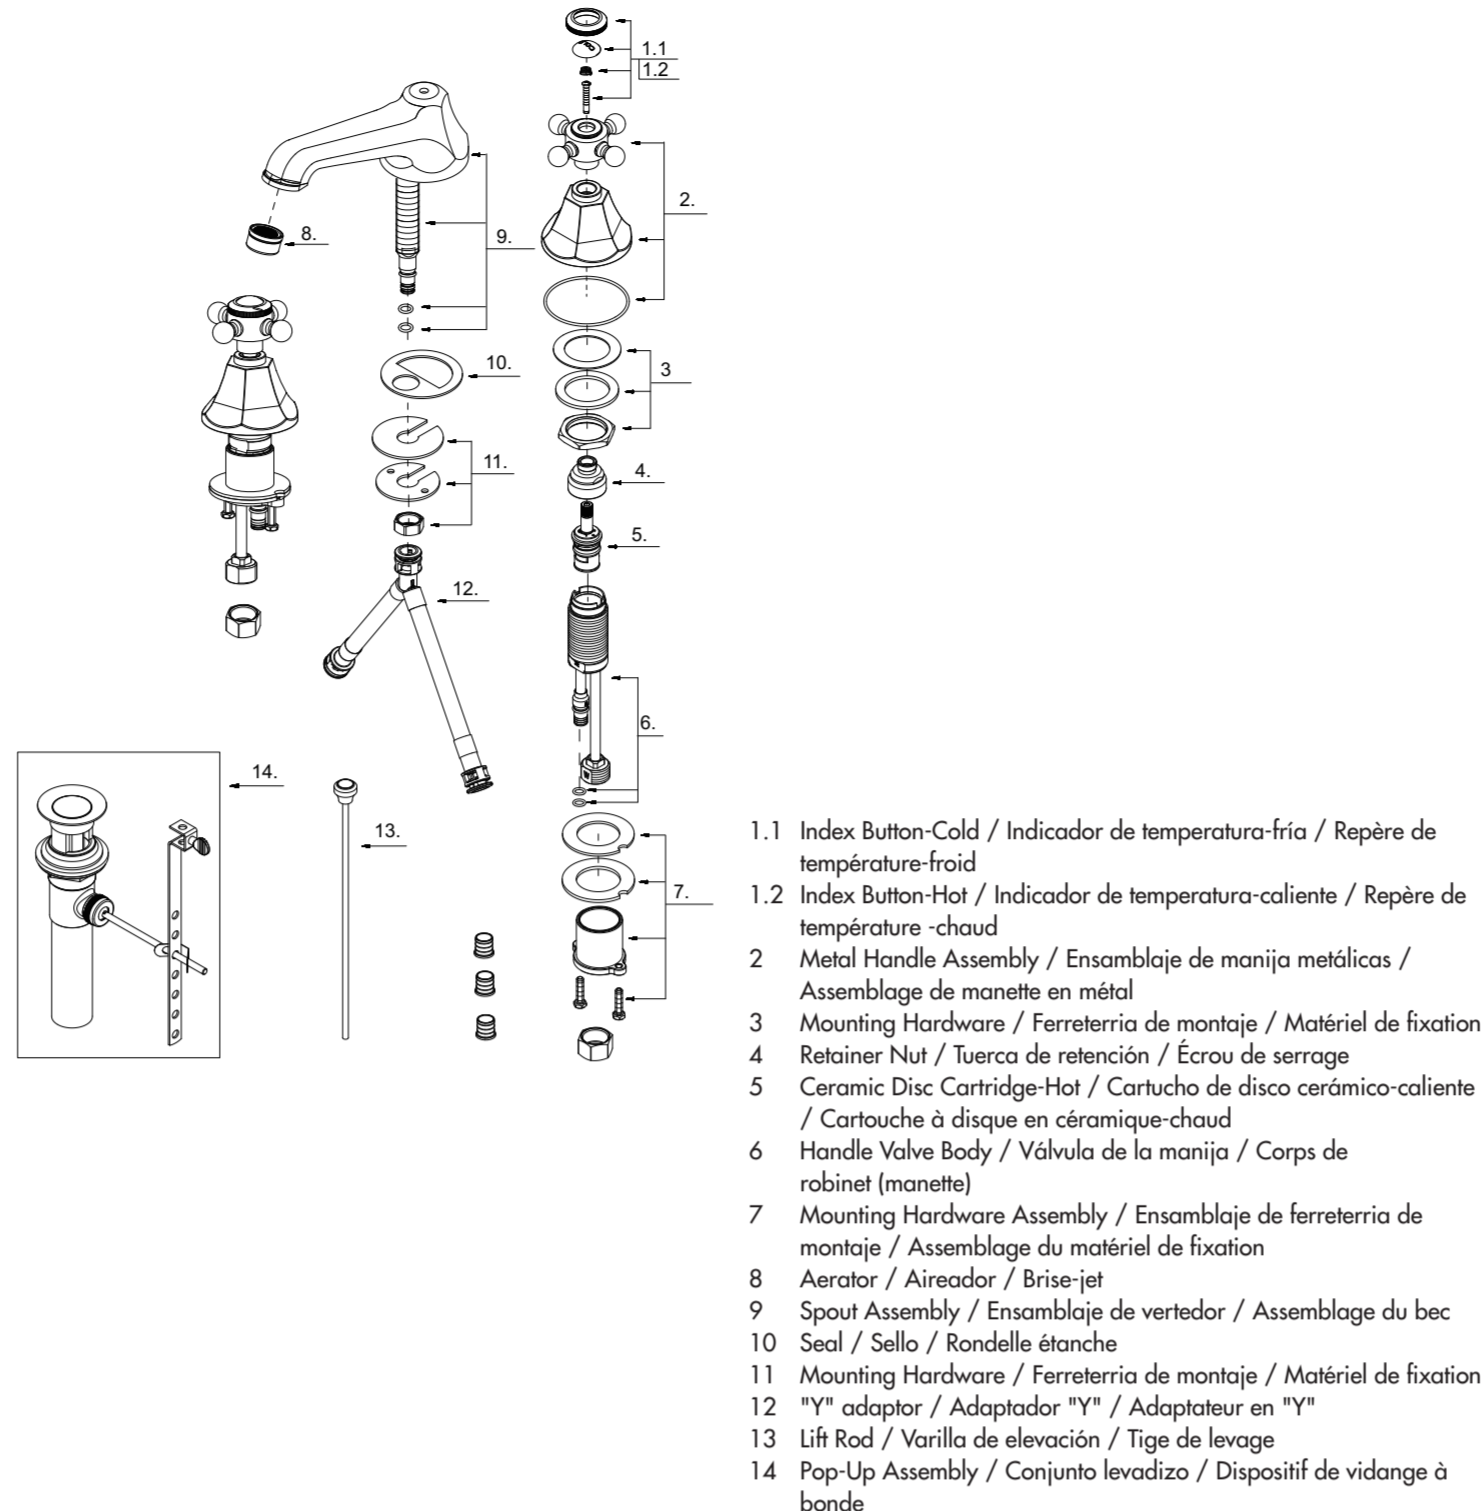 1.1
1.2
2.
8.
9.
10.
3
11.
4.
5.
12.
6.
14.
13.
7.
1.1 Index Button-Cold / Indicador de temperatura-fría / Repère de
température-froid
1.2 Index Button-Hot / Indicador de temperatura-caliente / Repère de
température -chaud
2 Metal Handle Assembly / Ensamblaje de manija metálicas /
Assemblage de manette en métal
3 Mounting Hardware / Ferreterria de montaje / Matériel de fixation
4 Retainer Nut / Tuerca de retención / Écrou de serrage
5 Ceramic Disc Cartridge-Hot / Cartucho de disco cerámico-caliente
/ Cartouche à disque en céramique-chaud
6 Handle Valve Body / Válvula de la manija / Corps de
robinet (manette)
7 Mounting Hardware Assembly / Ensamblaje de ferreterria de
montaje / Assemblage du matériel de fixation
8 Aerator / Aireador / Brise-jet
9 Spout Assembly / Ensamblaje de vertedor / Assemblage du bec
10 Seal / Sello / Rondelle étanche
11 Mounting Hardware / Ferreterria de montaje / Matériel de fixation
12 "Y" adaptor / Adaptador "Y" / Adaptateur en "Y"
13 Lift Rod / Varilla de elevación / Tige de levage
14 Pop-Up Assembly / Conjunto levadizo / Dispositif de vidange à
bonde